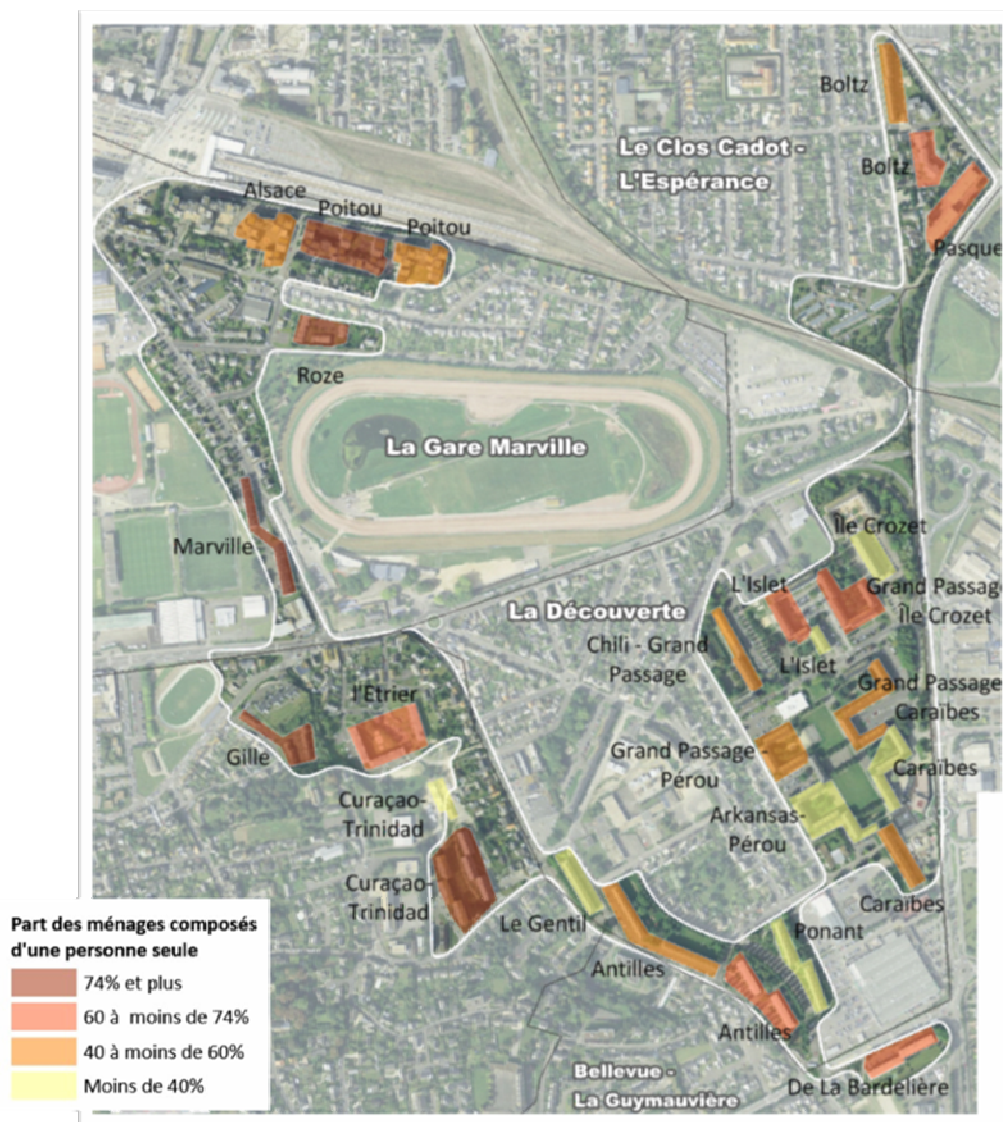 Boltz
Le Clos Cadot -
L'Espérance
Boltz
Alsace
Poitou
Poitou
Pasque
Roze
La Gare Marville
Île Crozet
Marville
L'Islet
Grand Passag
Île Crozet
La Découverte
Chili - Grand
Passage
L'Islet
Grand Passage
Caraïbes
l'Etrier
Gille
Grand Passage -
Pérou
Caraïbes
Curaçao-
Trinidad
Arkansas-
Pérou
Curaçao-
Trinidad
Caraïbes
Le Gentil
Ponant
Antilles
Antilles
Bellevue -
La Guymauvière
De La Bardelière
Part des ménages composés
d'une personne seule
74% et plus
60 à moins de 74%
40 à moins de 60%
Moins de 40%